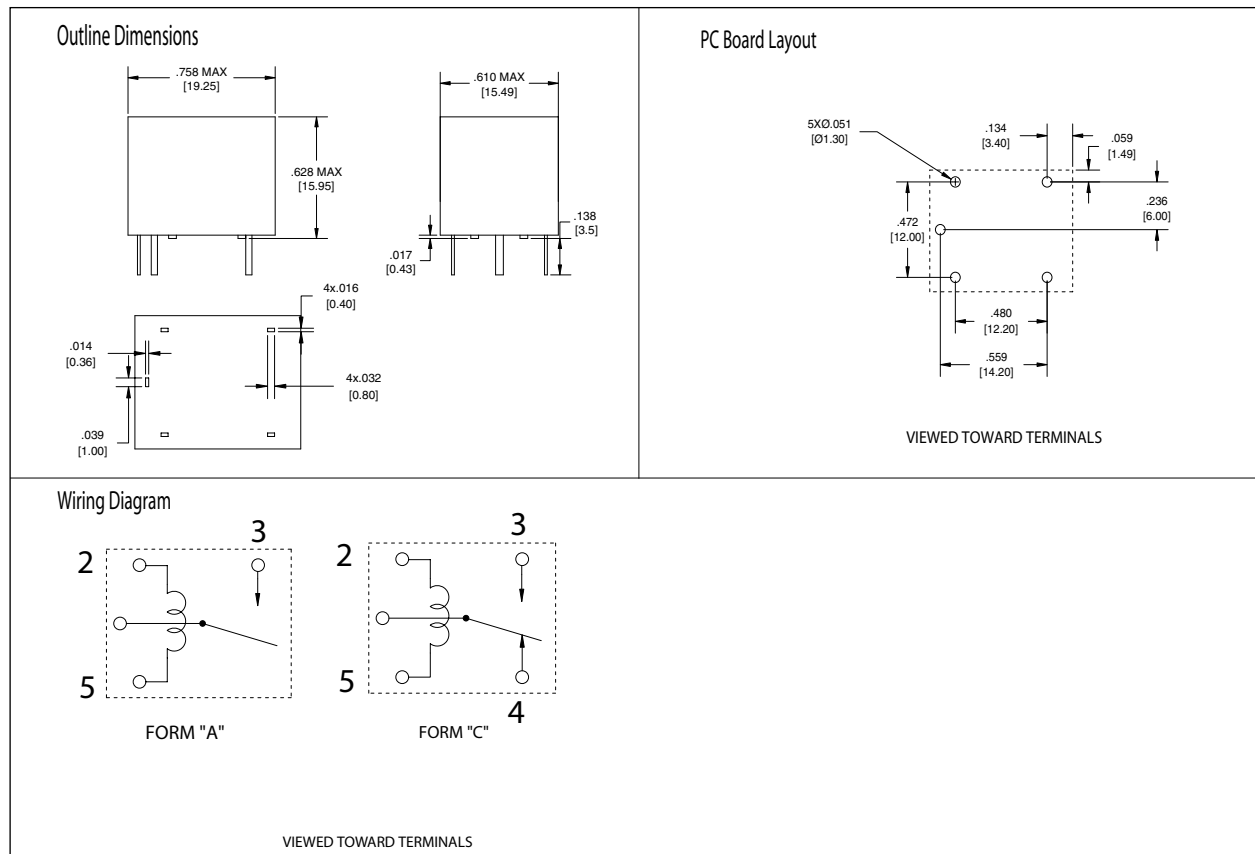 Outline Dimensions
.758 MAX
[19.25]
.628 MAX
[15.95]
.610 MAX
[15.49]
.017
[0.43]
.138
[3.5]
4x.016
[0.40]
.014
[0.36]
4x.032
[0.80]
.039
[1.00]
PC Board Layout
5XØ.051
[Ø1.30]
.134
[3.40]
.059
[1.49]
.236
[6.00]
.472
[12.00]
.480
[12.20]
.559
[14.20]
VIEWED TOWARD TERMINALS
Wiring Diagram
2
3
5
FORM "A"
2
3
5
4
FORM "C"
VIEWED TOWARD TERMINALS